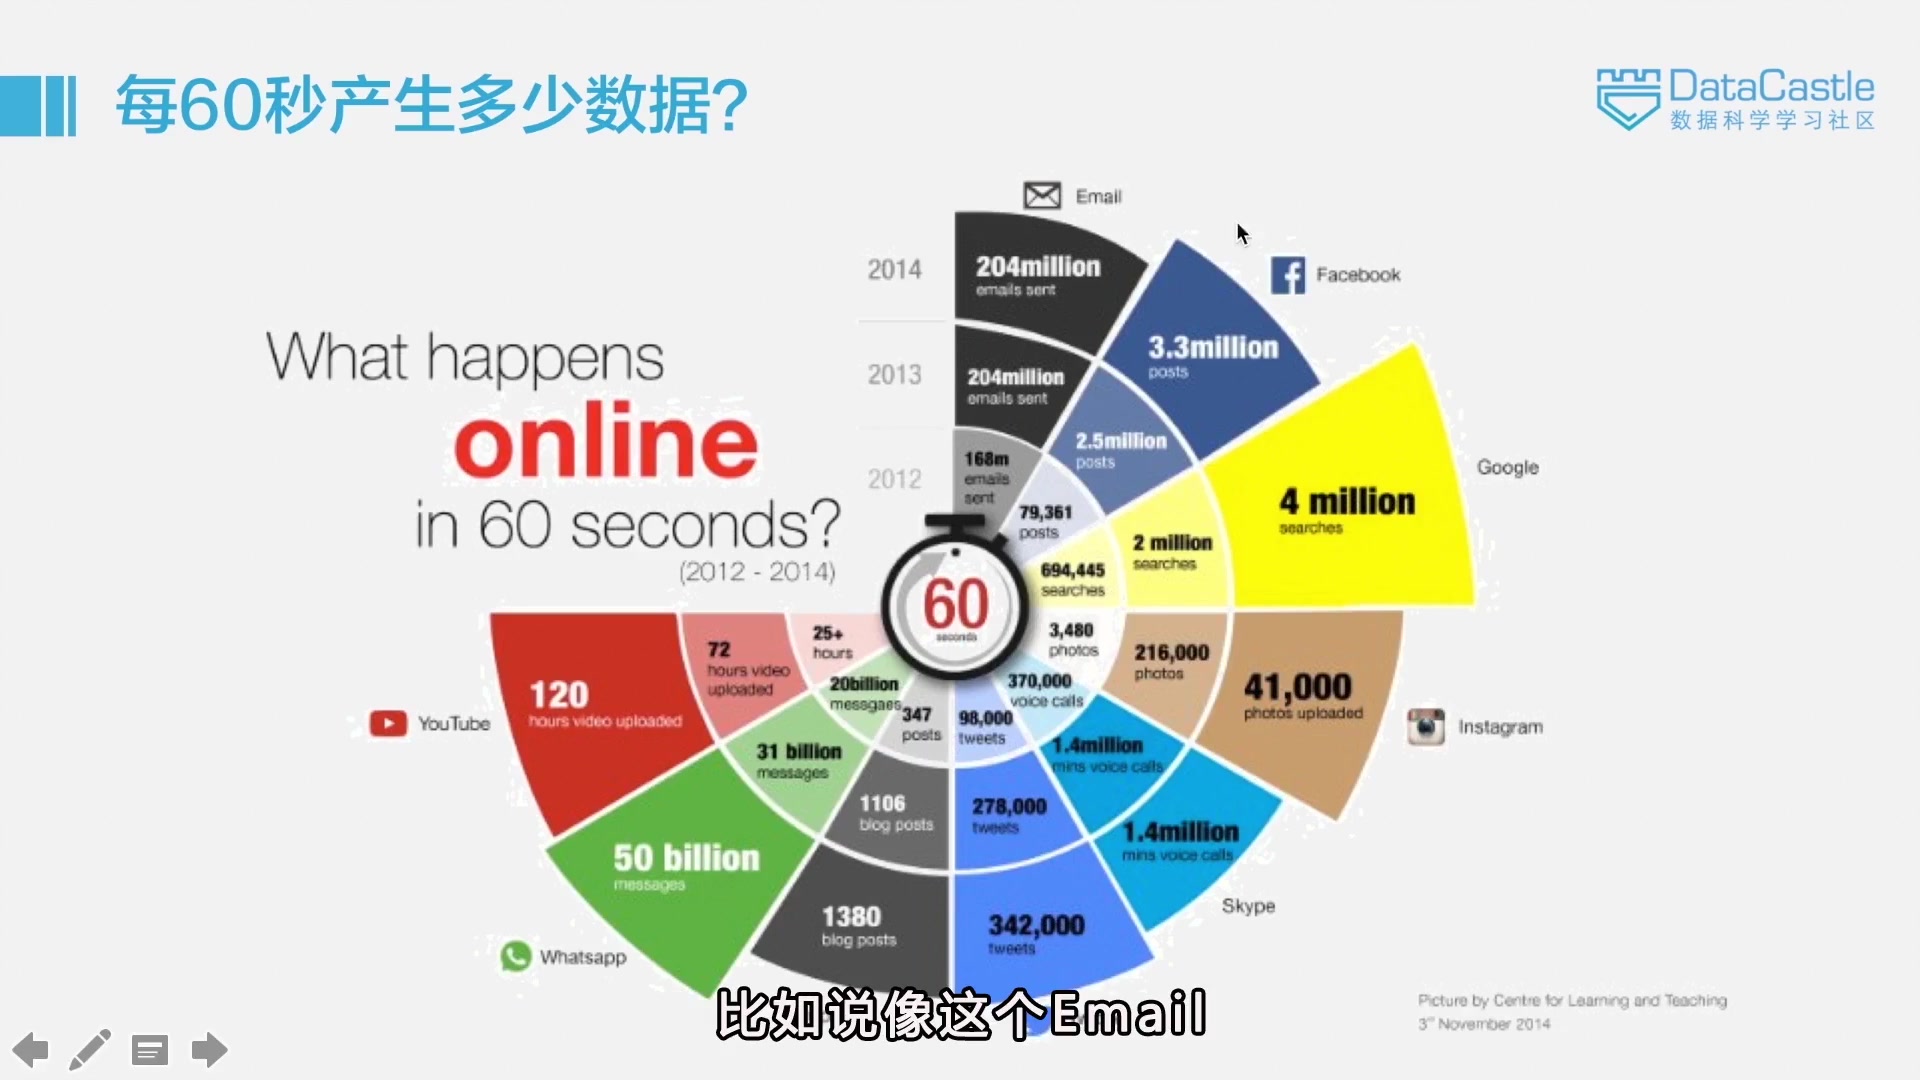 每60秒产生多少数据?
DataCastle
数据科学学习社区
What happens
online
in 60 seconds?
(2012 - 2014)
2014
2013
2012
Email
204million
emails sent
204million
emails sent
168m
emails
sent
Facebook
3.3million
posts
2.5million
posts
79,361
posts
Google
4 million
searches
2 million
searches
694,445
searches
Instagram
41,000
photos uploaded
216,000
photos
3,480
photos
Skype
1.4million
mins voice calls
1.4million
mins voice calls
370,000
voice calls
342,000
tweets
278,000
tweets
98,000
tweets
1380
blog posts
1106
blog posts
347
posts
Whatsapp
50 billion
messages
31 billion
messages
20billion
messgaes
YouTube
120
hours video uploaded
72
hours video
uploaded
25+
hours
60
seconds
Picture by Centre for Learning and Teaching
3rd November 2014
比如说像这个Email